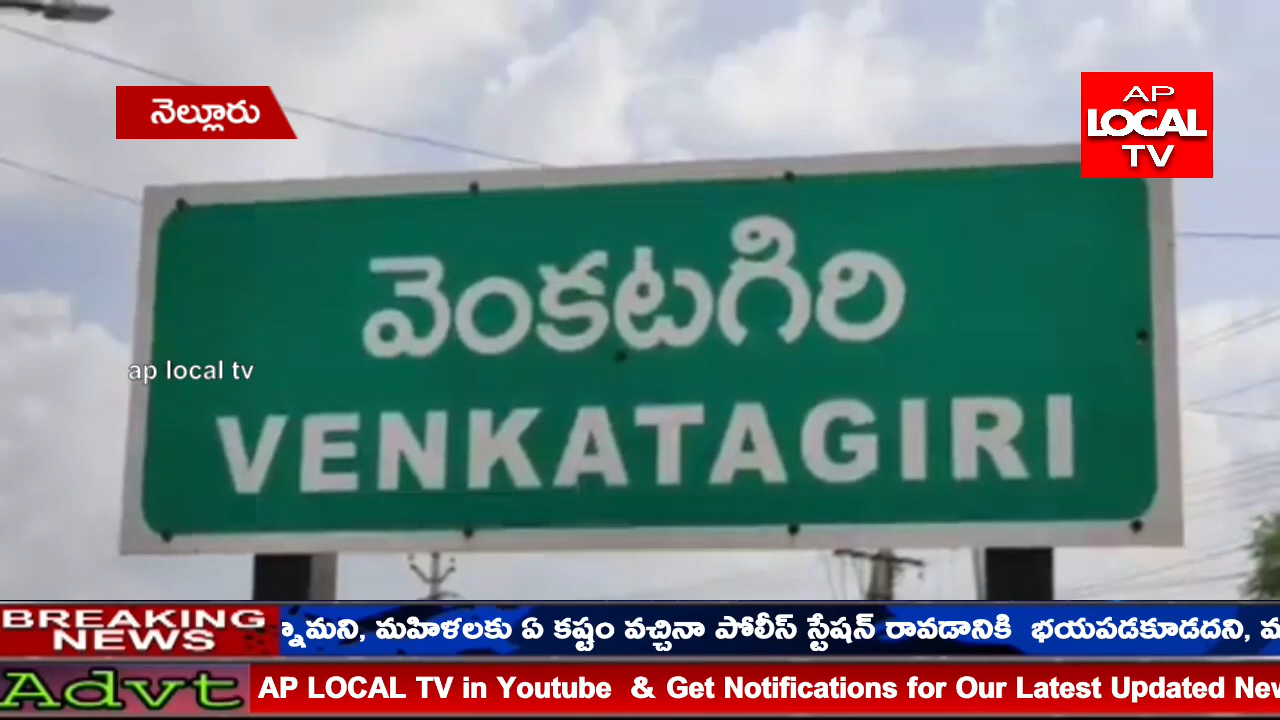 నెల్లూరు
AP
LOCAL
TV
వెంకటగిరి
ap local tv
VENKATAGIRI
BREAKING
NEWS
న్నామని, మహిళలకు ఏ కష్టం వచ్చినా పోలీస్ స్టేషన్ రావడానికి భయపడకూడదని,
Advt
AP LOCAL TV in Youtube & Get Notifications for Our Latest Updated